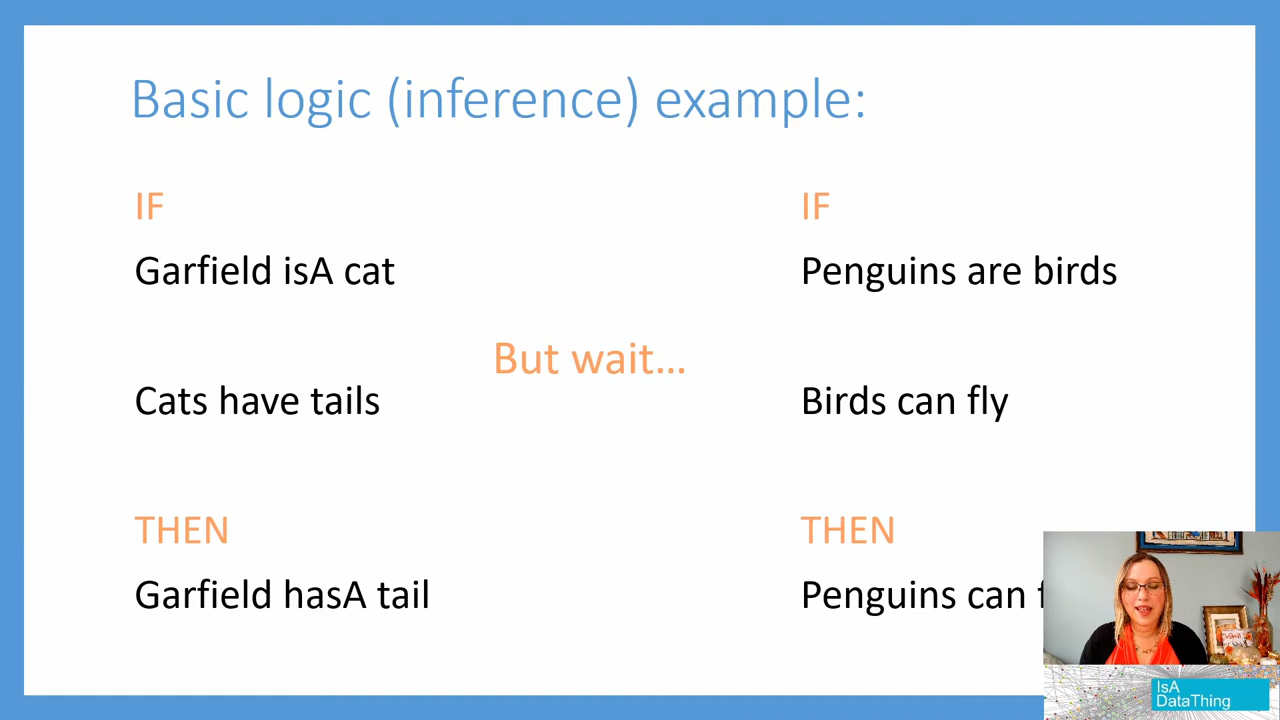 Basic logic (inference) example:
IF
Garfield isA cat
Cats have tails
THEN
Garfield hasA tail
But wait...
IF
Penguins are birds
Birds can fly
THEN
Penguins can
IsA
DataThing